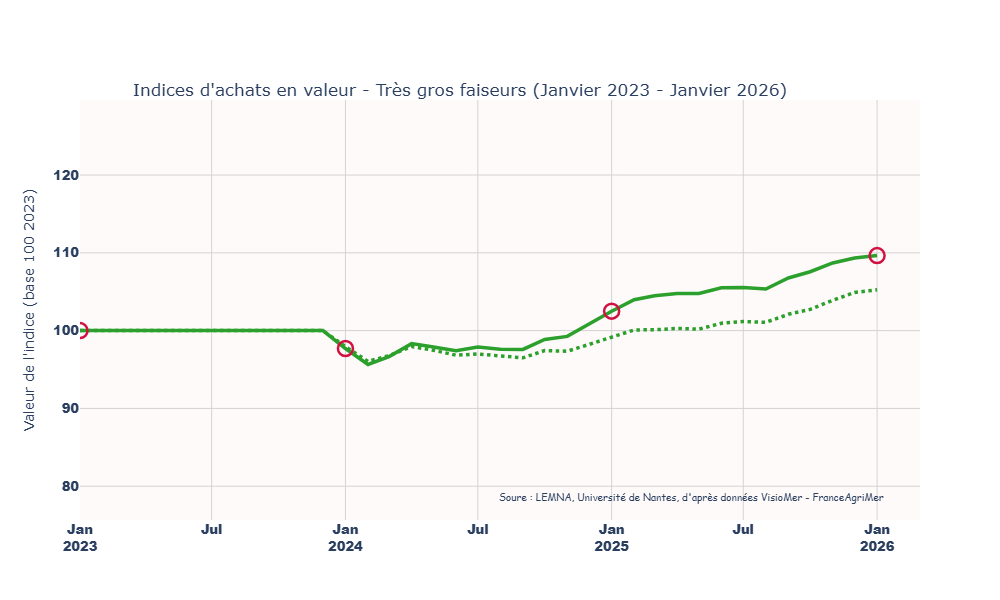 Indices d'achats en valeur - Très gros faiseurs (Janvier 2023 - Janvier 2026)
Valeur de l'indice (base 100 2023)
120
110
100
90
80
Soure : LEMNA, Université de Nantes, d'après données VisioMer - FranceAgriMer
Jan Jul Jan Jul Jan Jul Jan
2023 2024 2025 2026